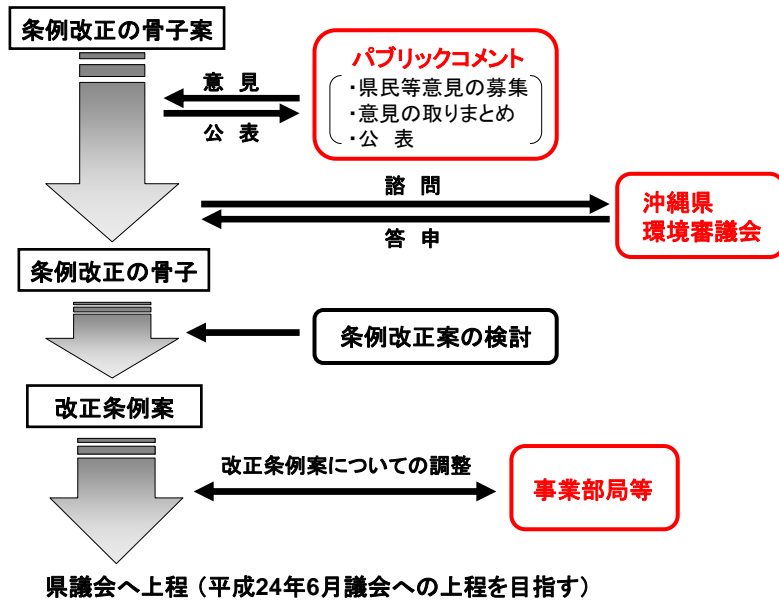 条例改正の骨子案
パブリックコメント
・県民等意見の募集
・意見の取りまとめ
・公 表
意 見
公 表
諮 問
答 申
沖縄県
環境審議会
条例改正の骨子
条例改正案の検討
改正条例案
改正条例案についての調整
事業部局等
県議会へ上程（平成24年6月議会への上程を目指す）